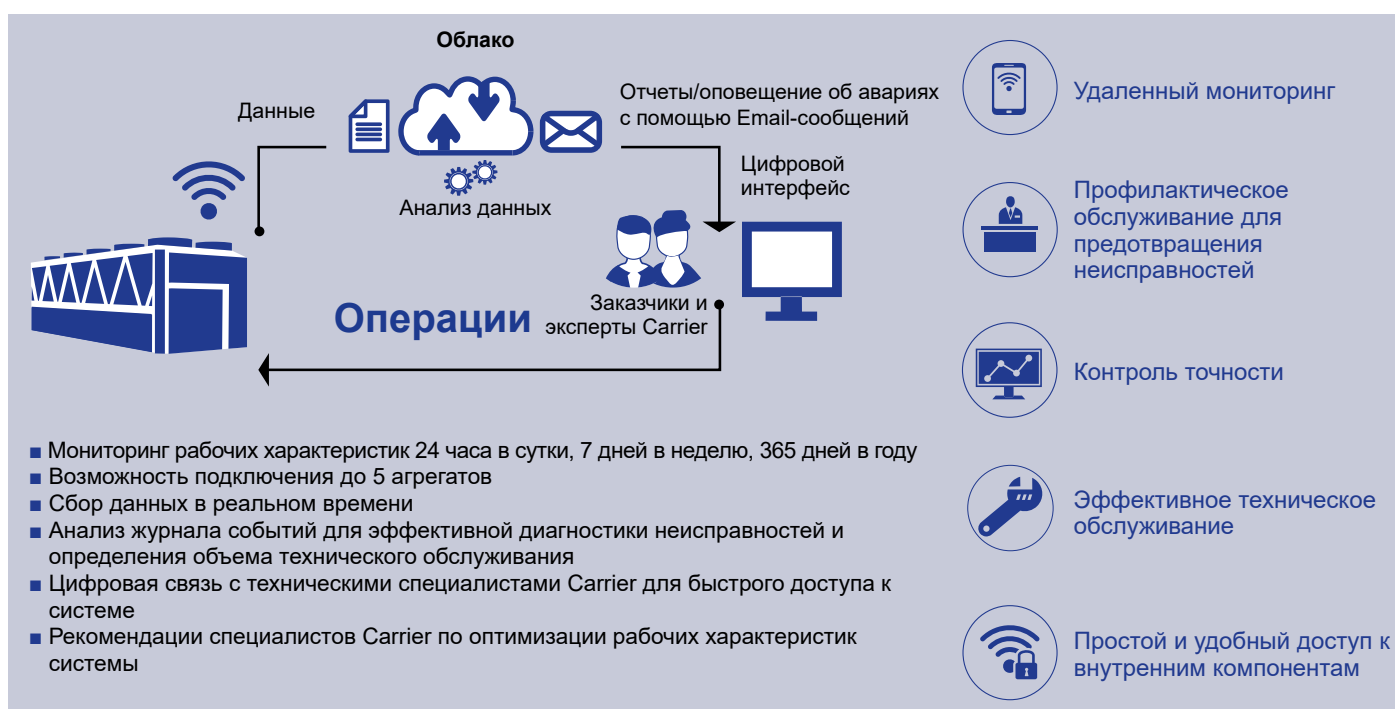 Облако
Данные
Отчеты/оповещение об авариях
с помощью Email-сообщений
Цифровой
интерфейс
Анализ данных
Заказчики и
эксперты Carrier
Операции
■ Мониторинг рабочих характеристик 24 часа в сутки, 7 дней в неделю, 365 дней в году
■ Возможность подключения до 5 агрегатов
■ Сбор данных в реальном времени
■ Анализ журнала событий для эффективной диагностики неисправностей и
определения объема технического обслуживания
■ Цифровая связь с техническими специалистами Carrier для быстрого доступа к
системе
■ Рекомендации специалистов Carrier по оптимизации рабочих характеристик
системы
Удаленный мониторинг
Профилактическое
обслуживание для
предотвращения
неисправностей
Контроль точности
Эффективное техническое
обслуживание
Простой и удобный доступ к
внутренним компонентам